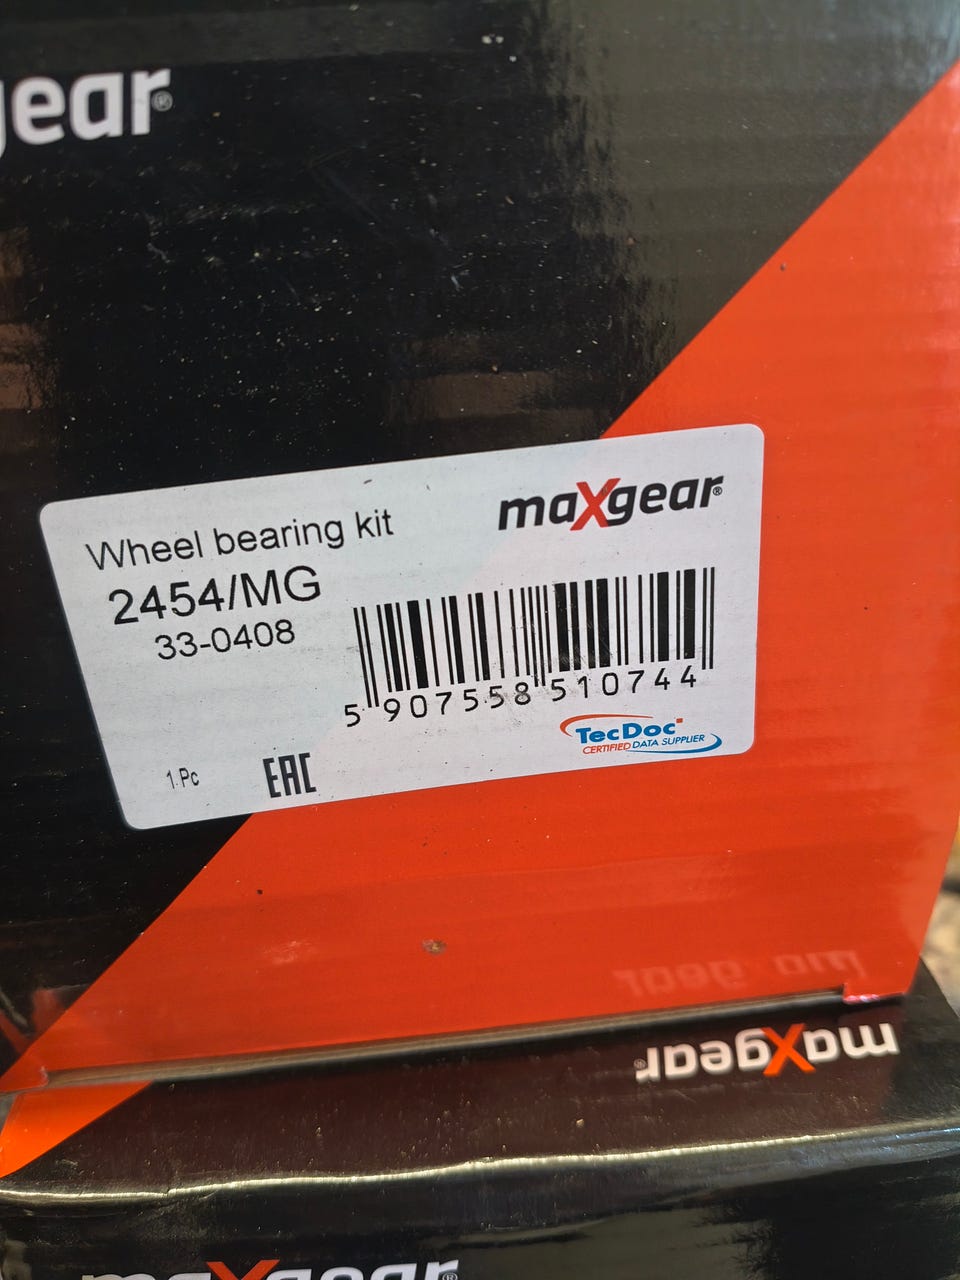 gear®
Wheel bearing kit
maxgear®
2454/MG
33-0408
5 907558 510744
TecDoc
CERTIFIED DATA SUPPLIER
1 Pc
EAC
maxgear®
maxgear®